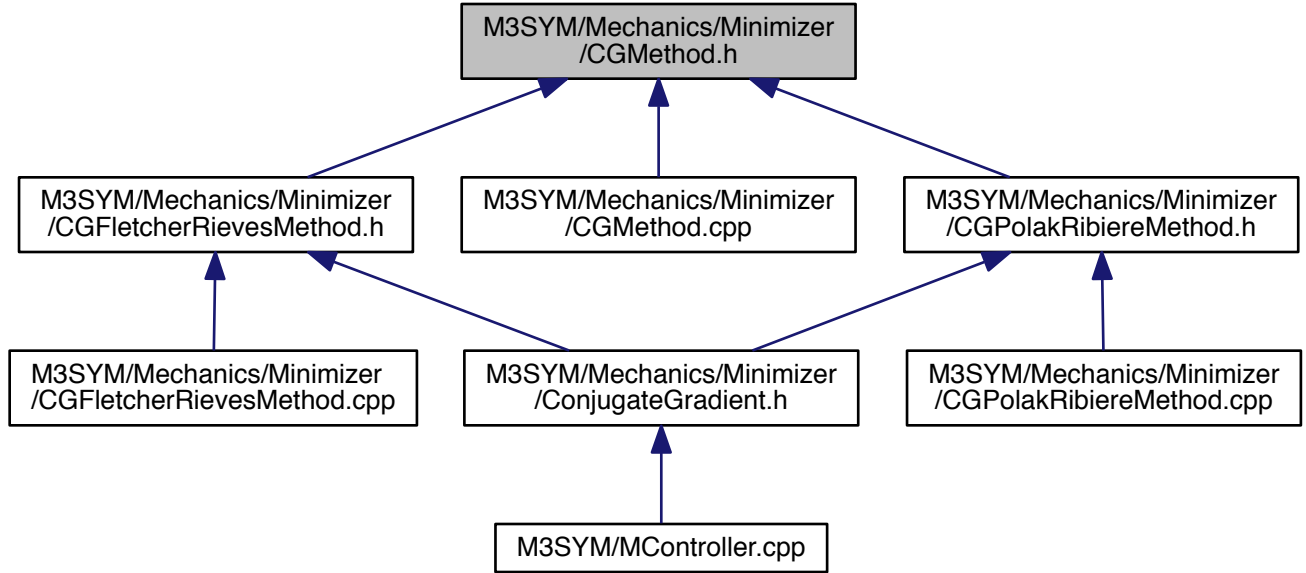 M3SYM/Mechanics/Minimizer
/CGMethod.h
M3SYM/Mechanics/Minimizer
/CGFletcherRievesMethod.h
M3SYM/Mechanics/Minimizer
/CGMethod.cpp
M3SYM/Mechanics/Minimizer
/CGPolakRibiereMethod.h
M3SYM/Mechanics/Minimizer
/CGFletcherRievesMethod.cpp
M3SYM/Mechanics/Minimizer
/ConjugateGradient.h
M3SYM/Mechanics/Minimizer
/CGPolakRibiereMethod.cpp
M3SYM/MController.cpp